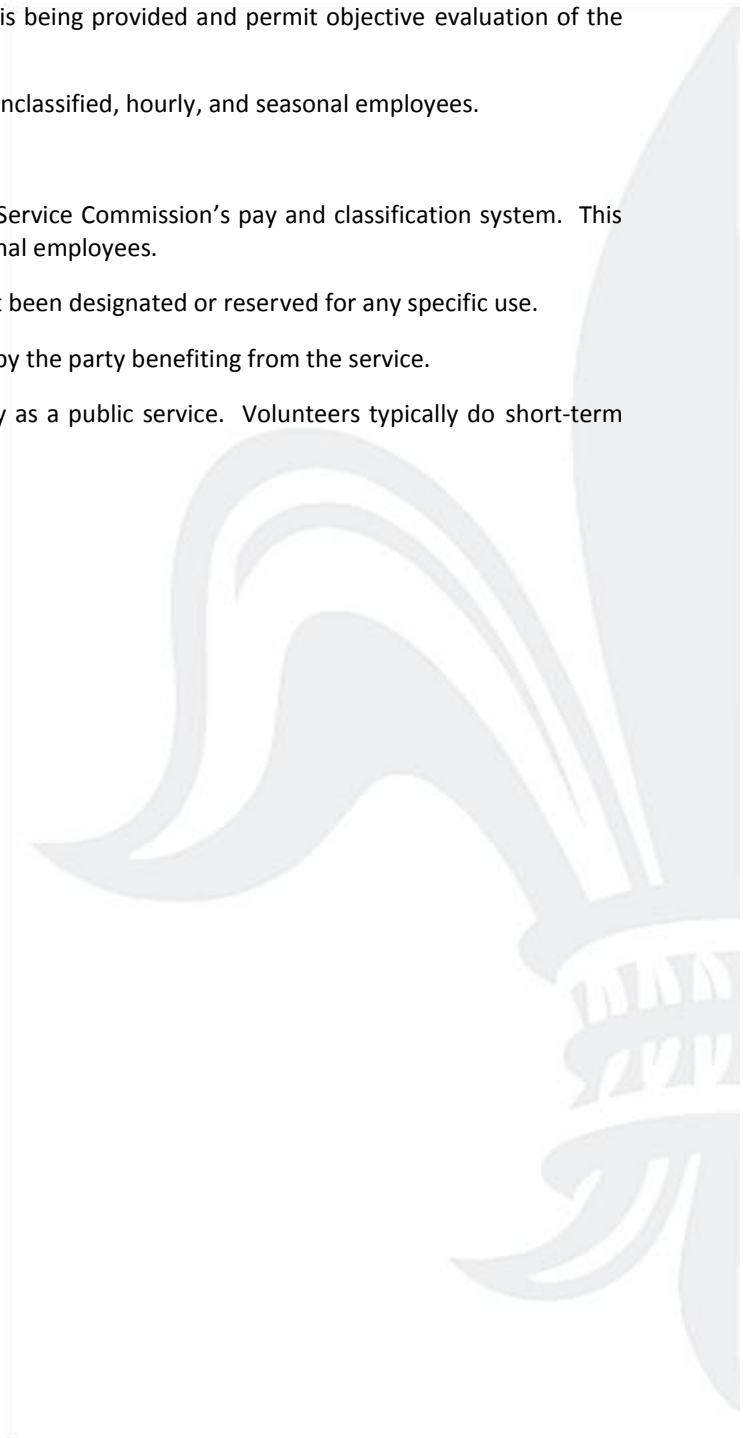 is being provided and permit objective evaluation of the
nclassified, hourly, and seasonal employees.
Service Commission’s pay and classification system. This
nal employees.
t been designated or reserved for any specific use.
by the party benefiting from the service.
y as a public service. Volunteers typically do short-term